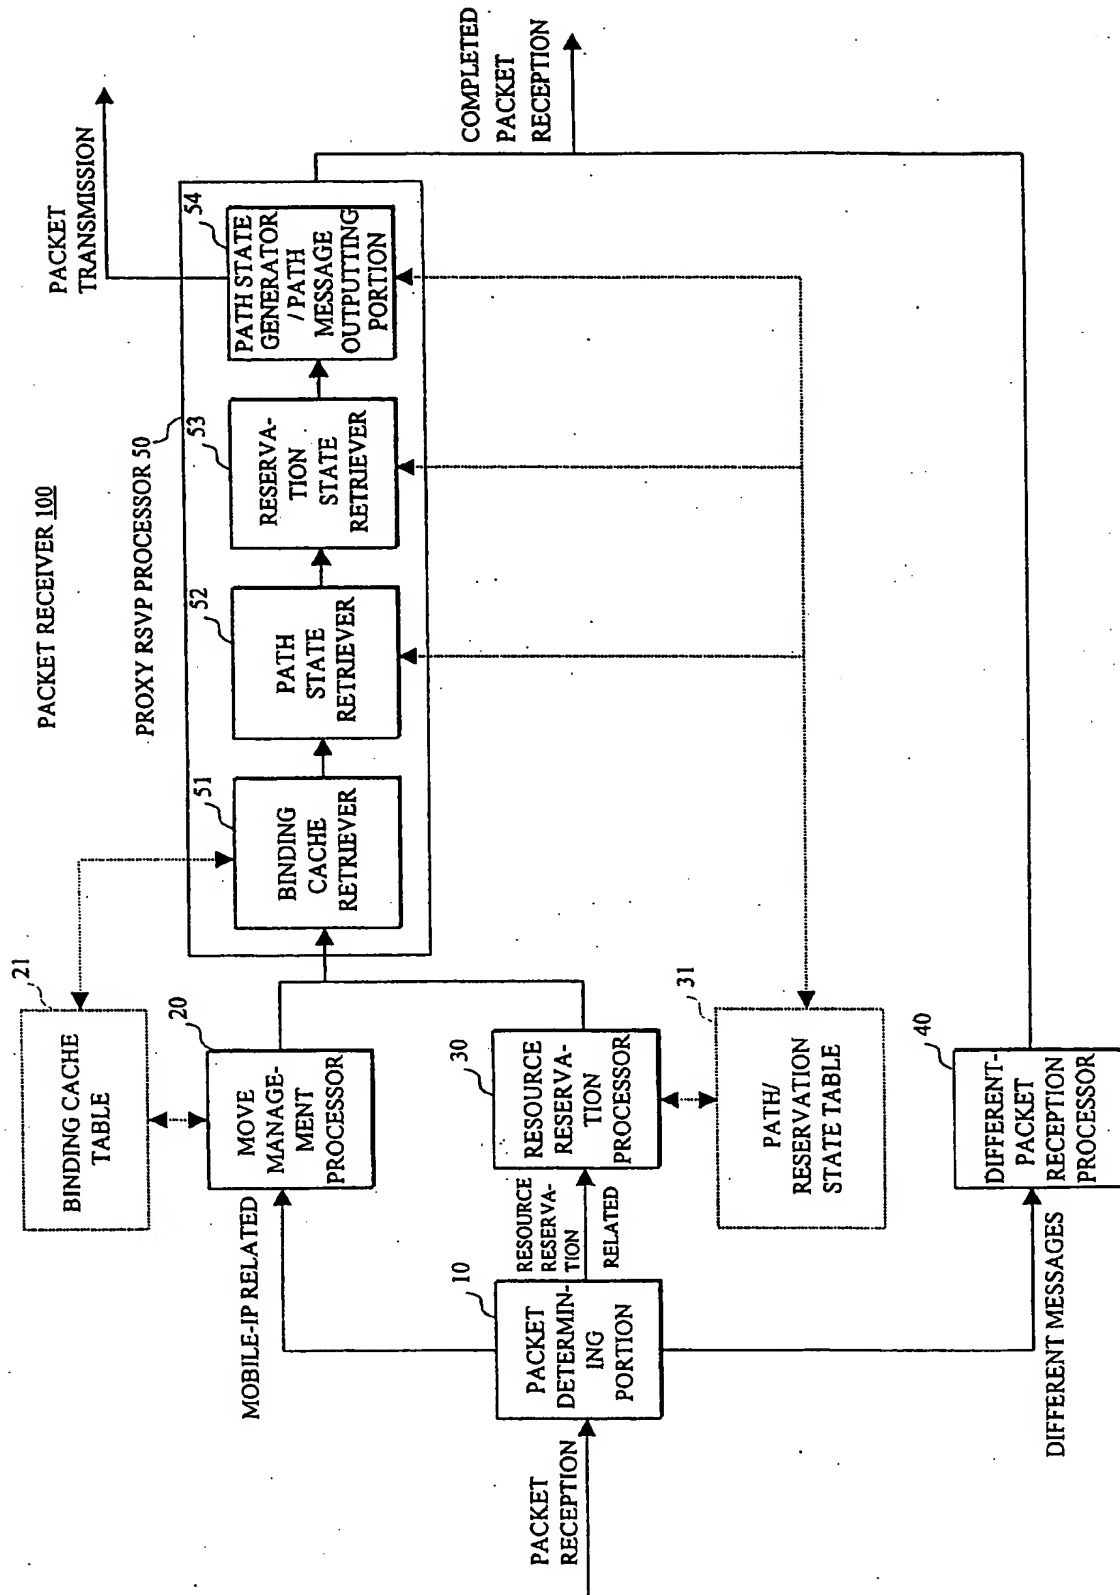 PACKET RECEIVER 100
PACKET
TRANSMISSION
PROXY RSVP PROCESSOR 50
COMPLETED
PACKET
RECEPTION
21
BINDING CACHE
TABLE
51
BINDING
CACHE
RETRIEVER
52
PATH
STATE
RETRIEVER
53
RESERVA-
TION
STATE
RETRIEVER
54
PATH STATE
GENERATOR
/ PATH
MESSAGE
OUTPUTTING
PORTION
20
MOVE
MANAGE-
MENT
PROCESSOR
MOBILE-IP RELATED
30
RESOURCE
RESERVA-
TION
PROCESSOR
RESOURCE
RESERVA-
TION
RELATED
10
PACKET
DETERMIN-
ING
PORTION
PACKET
RECEPTION
31
PATH/
RESERVATION
STATE TABLE
40
DIFFERENT-
PACKET
RECEPTION
PROCESSOR
DIFFERENT MESSAGES